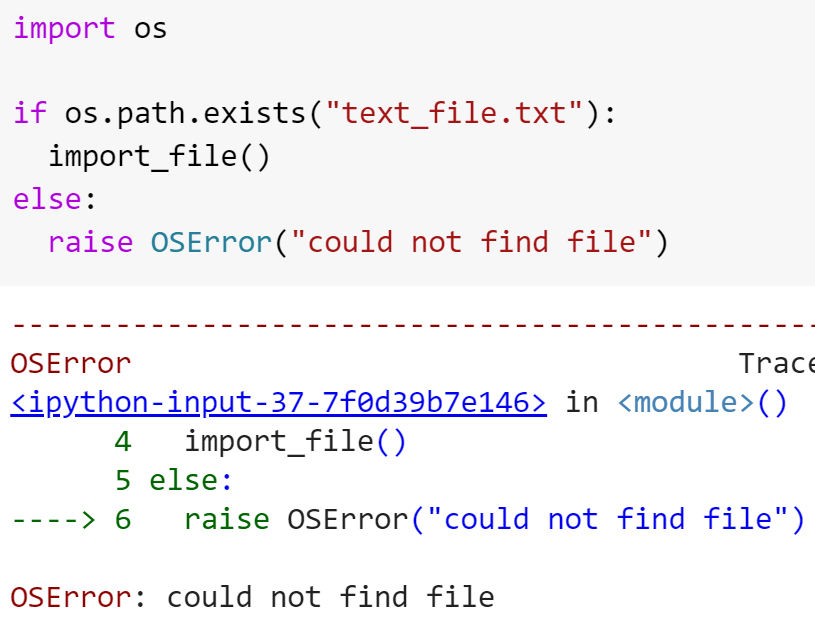 import os
if os.path.exists("text_file.txt"):
  import_file()
else:
  raise OSError("could not find file")
---------------------------------------------
OSError Trace
<ipython-input-37-7f0d39b7e146> in <module>()
      4   import_file()
      5 else:
----> 6   raise OSError("could not find file")
OSError: could not find file